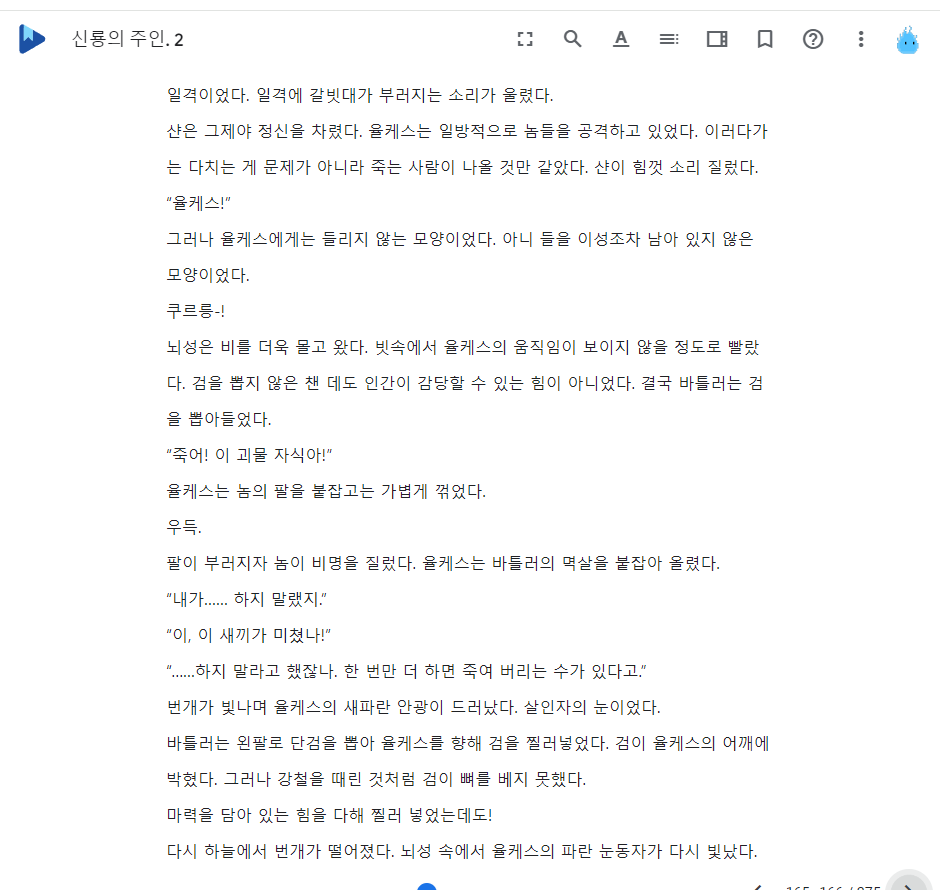 신룡의 주인. 2
일격이었다. 일격에 갈빗대가 부러지는 소리가 울렸다.
샨은 그제야 정신을 차렸다. 율케스는 일방적으로 놈들을 공격하고 있었다. 이러다가
는 다치는 게 문제가 아니라 죽는 사람이 나올 것만 같았다. 샨이 힘껏 소리 질렀다.
“율케스!”
그러나 율케스에게는 들리지 않는 모양이었다. 아니 들을 이성조차 남아 있지 않은
모양이었다.
쿠르릉-!
뇌성은 비를 더욱 몰고 왔다. 빗속에서 율케스의 움직임이 보이지 않을 정도로 빨랐
다. 검을 뽑지 않은 챈 데도 인간이 감당할 수 있는 힘이 아니었다. 결국 바틀러는 검
을 뽑아들었다.
“죽어! 이 괴물 자식아!”
율케스는 놈의 팔을 붙잡고는 가볍게 꺾었다.
우득.
팔이 부러지자 놈이 비명을 질렀다. 율케스는 바틀러의 멱살을 붙잡아 올렸다.
“내가…… 하지 말랬지.”
“이, 이 새끼가 미쳤나!”
“……하지 말라고 했잖나. 한 번만 더 하면 죽여 버리는 수가 있다고.”
번개가 빛나며 율케스의 새파란 안광이 드러났다. 살인자의 눈이었다.
바틀러는 왼팔로 단검을 뽑아 율케스를 향해 검을 찔러넣었다. 검이 율케스의 어깨에
박혔다. 그러나 강철을 때린 것처럼 검이 뼈를 베지 못했다.
마력을 담아 있는 힘을 다해 찔러 넣었는데도!
다시 하늘에서 번개가 떨어졌다. 뇌성 속에서 율케스의 파란 눈동자가 다시 빛났다.